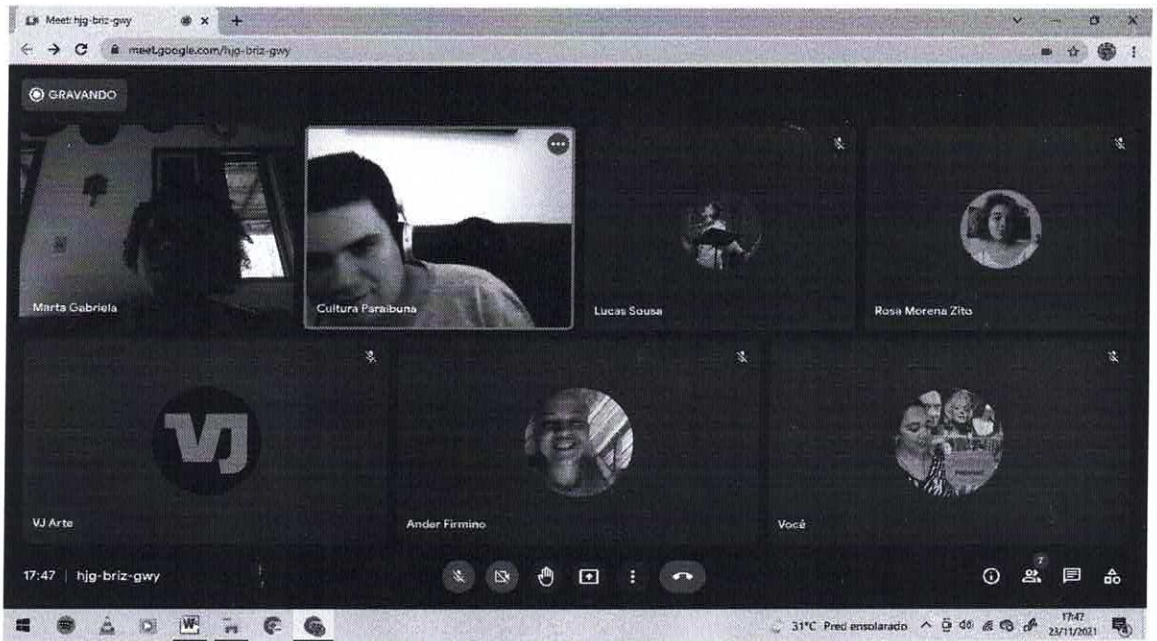 Meet: hjg-briz-gwy
meet.google.com/hjg-briz-gwy
GRAVANDO
Marta Gabriela
Cultura Paraibuna
Lucas Sousa
Rosa Morena Zito
VJ
VJ Arte
Ander Firmino
Você
17:47 | hjg-briz-gwy
7
31°C Pred ensolarado
17:47
23/11/2021